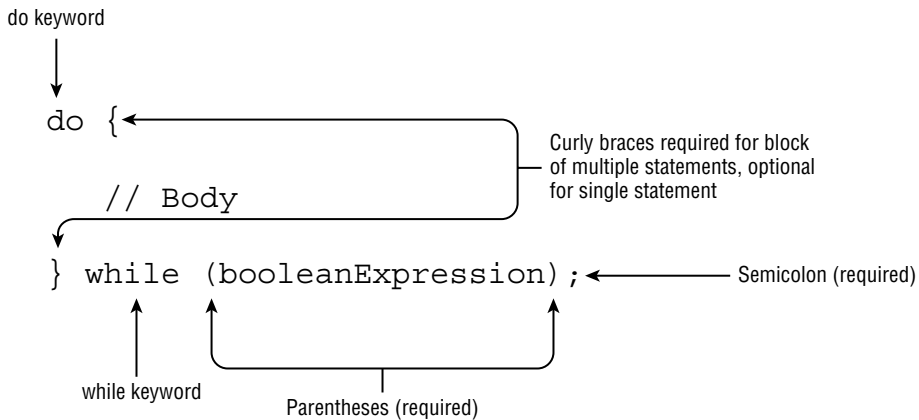 do keyword
do {
Curly braces required for block
of multiple statements, optional
for single statement
// Body
} while (booleanExpression);
Semicolon (required)
while keyword
Parentheses (required)